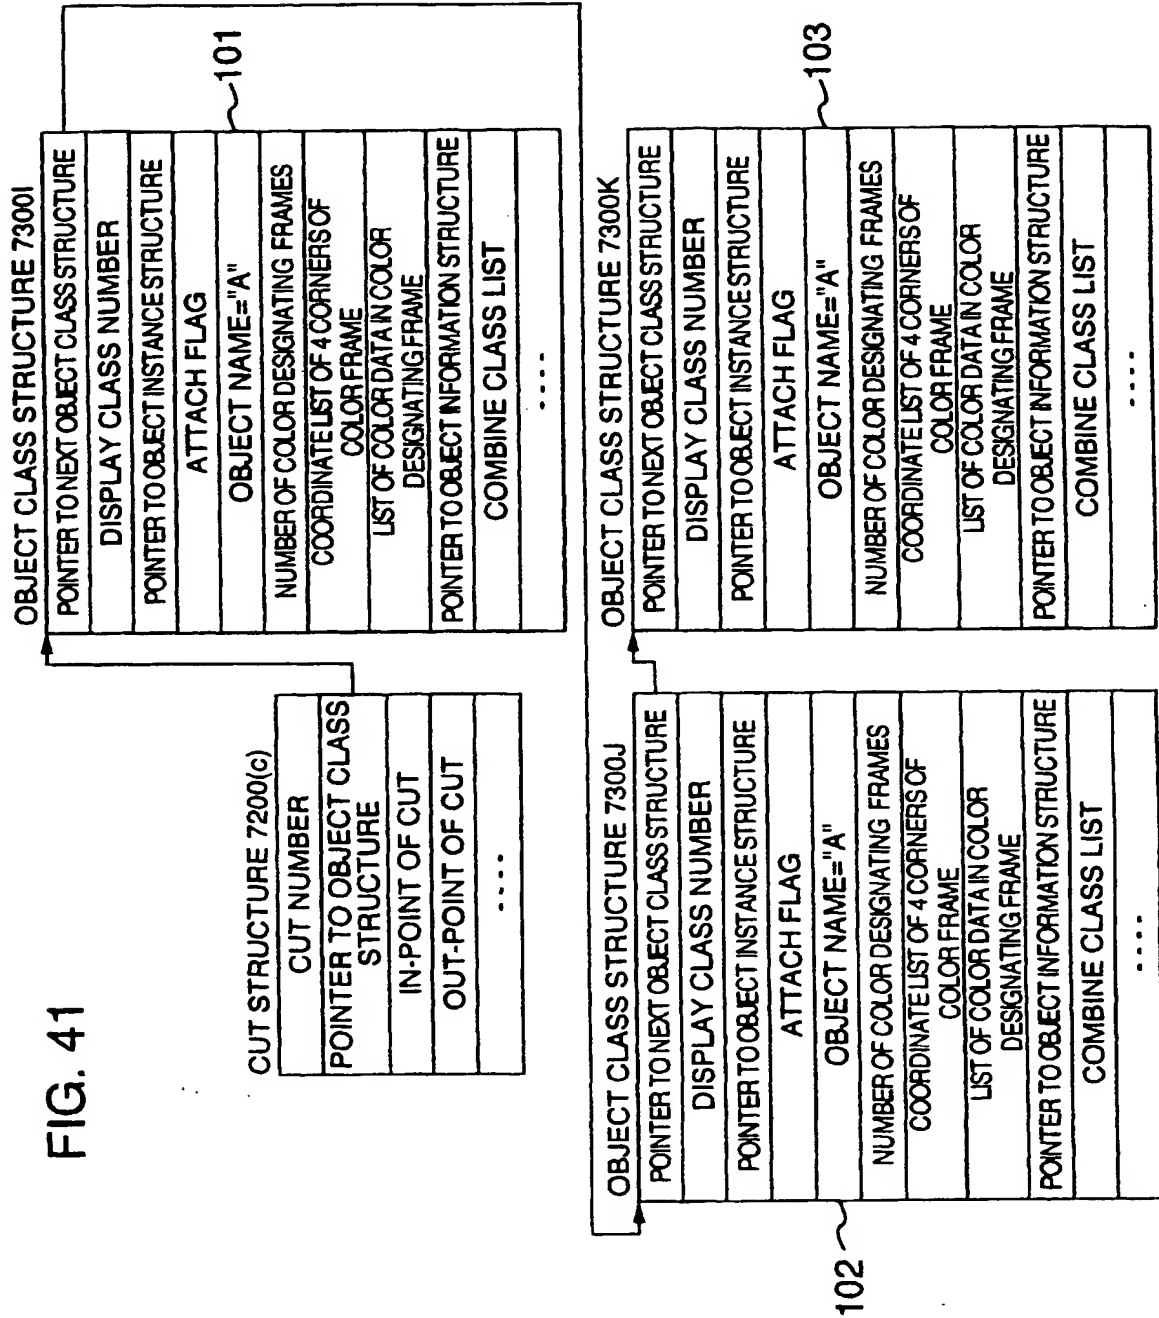 FIG. 41
CUT STRUCTURE 7200(c)
CUT NUMBER
POINTER TO OBJECT CLASS
STRUCTURE
IN-POINT OF CUT
OUT-POINT OF CUT
....
OBJECT CLASS STRUCTURE 7300I
POINTER TO NEXT OBJECT CLASS STRUCTURE
DISPLAY CLASS NUMBER
POINTER TO OBJECT INSTANCE STRUCTURE
ATTACH FLAG
OBJECT NAME="A"
NUMBER OF COLOR DESIGNATING FRAMES
COORDINATE LIST OF 4 CORNERS OF
COLOR FRAME
LIST OF COLOR DATA IN COLOR
DESIGNATING FRAME
POINTER TO OBJECT INFORMATION STRUCTURE
COMBINE CLASS LIST
....
101
OBJECT CLASS STRUCTURE 7300J
POINTER TO NEXT OBJECT CLASS STRUCTURE
DISPLAY CLASS NUMBER
POINTER TO OBJECT INSTANCE STRUCTURE
ATTACH FLAG
OBJECT NAME="A"
NUMBER OF COLOR DESIGNATING FRAMES
COORDINATE LIST OF 4 CORNERS OF
COLOR FRAME
LIST OF COLOR DATA IN COLOR
DESIGNATING FRAME
POINTER TO OBJECT INFORMATION STRUCTURE
COMBINE CLASS LIST
....
102
OBJECT CLASS STRUCTURE 7300K
POINTER TO NEXT OBJECT CLASS STRUCTURE
DISPLAY CLASS NUMBER
POINTER TO OBJECT INSTANCE STRUCTURE
ATTACH FLAG
OBJECT NAME="A"
NUMBER OF COLOR DESIGNATING FRAMES
COORDINATE LIST OF 4 CORNERS OF
COLOR FRAME
LIST OF COLOR DATA IN COLOR
DESIGNATING FRAME
POINTER TO OBJECT INFORMATION STRUCTURE
COMBINE CLASS LIST
....
103